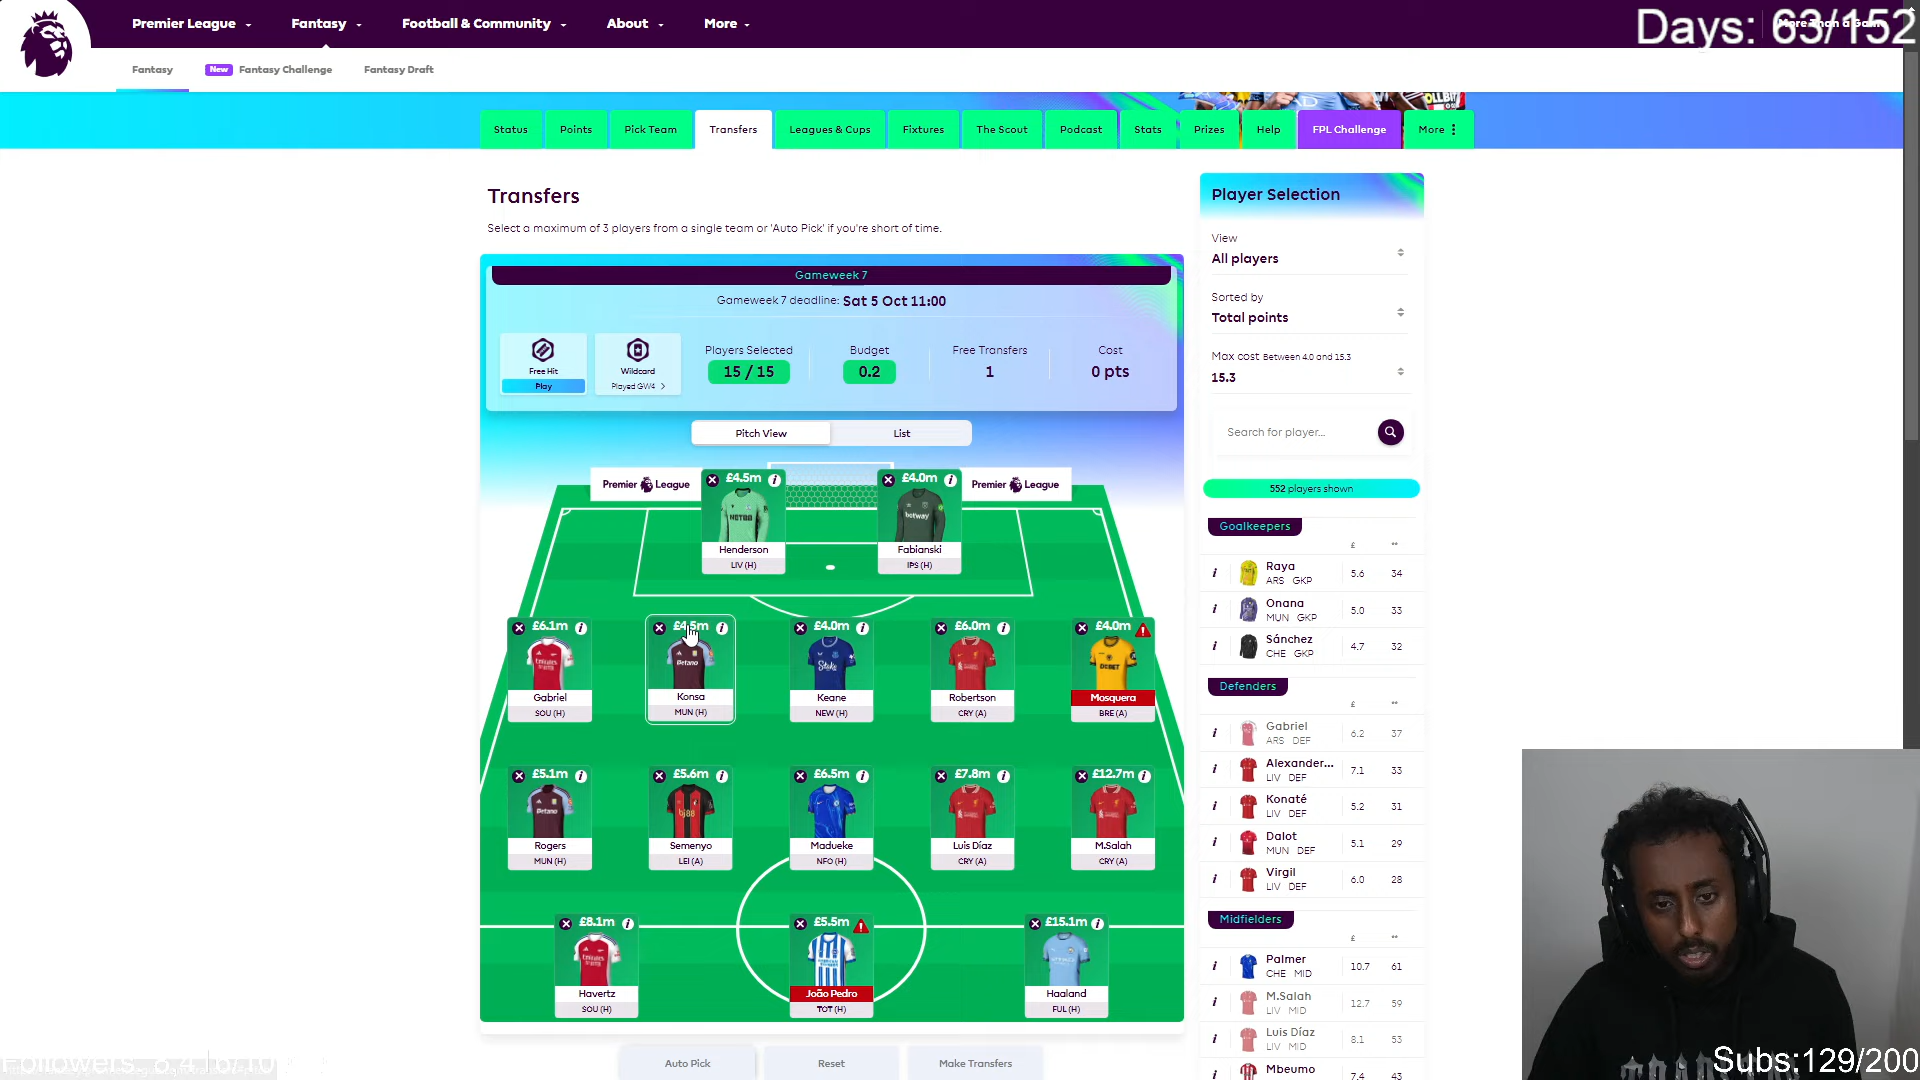 Premier League
Fantasy
Football & Community
About
More
Days: 63/152
Fantasy
New
Fantasy Challenge
Fantasy Draft
Status
Points
Pick Team
Transfers
Leagues & Cups
Fixtures
The Scout
Podcast
Stats
Prizes
Help
FPL Challenge
More
Transfers
Select a maximum of 3 players from a single team or 'Auto Pick' if you're short of time.
Gameweek 7
Gameweek 7 deadline: Sat 5 Oct 11:00
Free Hit
Play
Wildcard
Played GW4
Players Selected
15 / 15
Budget
0.2
Free Transfers
1
Cost
0 pts
Pitch View
List
Premier League
Premier League
£4.5m
Henderson
LIV (H)
£4.0m
betway
Fabianski
IPS (H)
£6.1m
Gabriel
SOU (H)
£4.5m
Betano
Konsa
MUN (H)
£4.0m
Stake
Keane
NEW (H)
£6.0m
Robertson
CRY (A)
£4.0m
Mosquera
BRE (A)
£5.1m
Betano
Rogers
MUN (H)
£5.6m
bj88
Semenyo
LEI (A)
£6.5m
Madueke
NFO (H)
£7.8m
Luis Díaz
CRY (A)
£12.7m
M.Salah
CRY (A)
£8.1m
Havertz
SOU (H)
£5.5m
João Pedro
TOT (H)
£15.1m
Haaland
FUL (H)
Auto Pick
Reset
Make Transfers
Player Selection
View
All players
Sorted by
Total points
Max cost Between 4.0 and 15.3
15.3
Search for player...
552 players shown
Goalkeepers
£ **
Raya 5.6 34
ARS GKP
Onana 5.0 33
MUN GKP
Sánchez 4.7 32
CHE GKP
Defenders
£ **
Gabriel 6.2 37
ARS DEF
Alexander... 7.1 33
LIV DEF
Konaté 5.2 31
LIV DEF
Dalot 5.1 29
MUN DEF
Virgil 6.0 28
LIV DEF
Midfielders
£ **
Palmer 10.7 61
CHE MID
M.Salah 12.7 59
LIV MID
Luis Díaz 8.1 53
LIV MID
Mbeumo 7.4 43
Subs:129/200